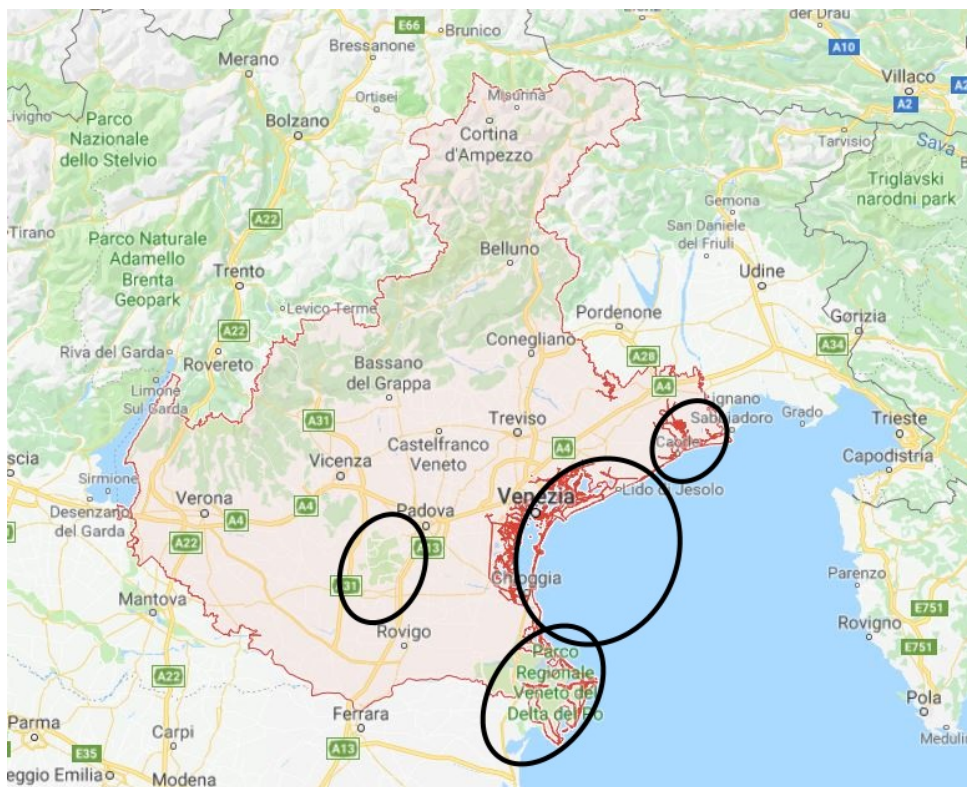 E66
Brunico
Bressanone
Merano
der Drau
A10
Villaco
A2
Livigno
Parco
Nazionale
dello Stelvio
Ortisei
Bolzano
Misurina
Cortina
d'Ampezzo
Tarvisio
Sava
Triglavski
narodni park
A22
Tirano
Parco Naturale
Adamello
Brenta
Geopark
Trento
Belluno
Gemona
San Daniele
del Friuli
Udine
Levico Terme
Pordenone
Gorizia
A22
Riva del Garda
Rovereto
Conegliano
A28
A34
Limone
Sul Garda
Bassano
del Grappa
A4
Lignano
Sabbiadoro
Grado
Trieste
A31
Treviso
Castelfranco
Veneto
A4
Caorle
Capodistria
Vicenza
Sirmione
Desenzano
del Garda
Verona
A4
A4
Venezia
Lido di Jesolo
Padova
A13
A22
A31
Chioggia
Parenzo
Mantova
E751
Rovigno
Rovigo
E751
Parco
Regionale
Veneto del
Delta del Po
A22
Pola
Ferrara
Parma
A13
Carpi
E35
eggio Emilia
Modena